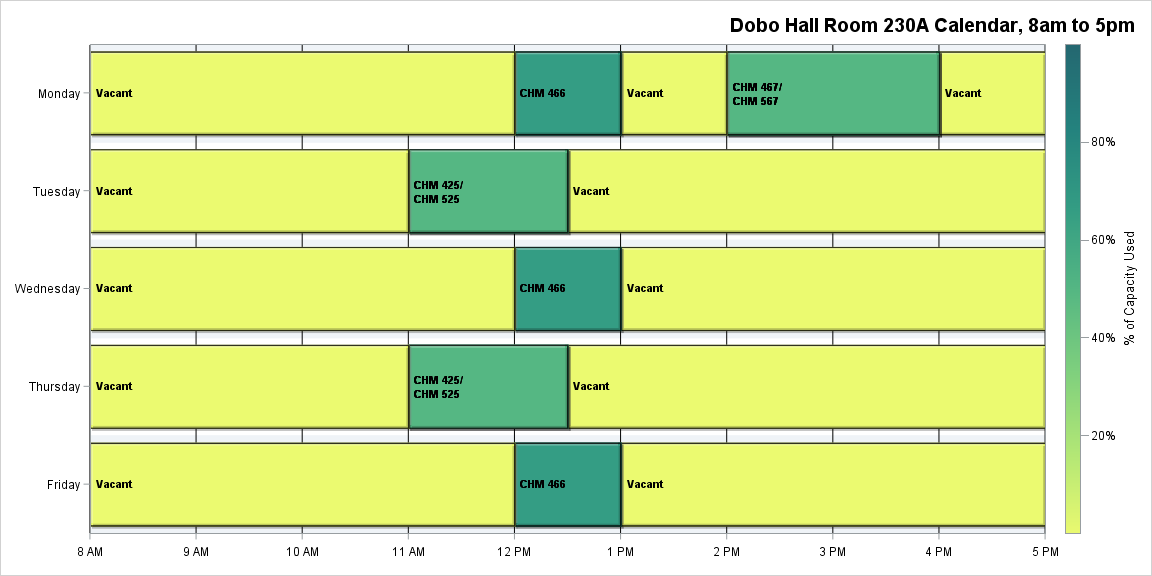 Dobo Hall Room 230A Calendar, 8am to 5pm
Monday
Vacant
CHM 466
Vacant
CHM 467/
CHM 567
Vacant
Tuesday
Vacant
CHM 425/
CHM 525
Vacant
Wednesday
Vacant
CHM 466
Vacant
Thursday
Vacant
CHM 425/
CHM 525
Vacant
Friday
Vacant
CHM 466
Vacant
8 AM
9 AM
10 AM
11 AM
12 PM
1 PM
2 PM
3 PM
4 PM
5 PM
80%
60%
40%
20%
% of Capacity Used